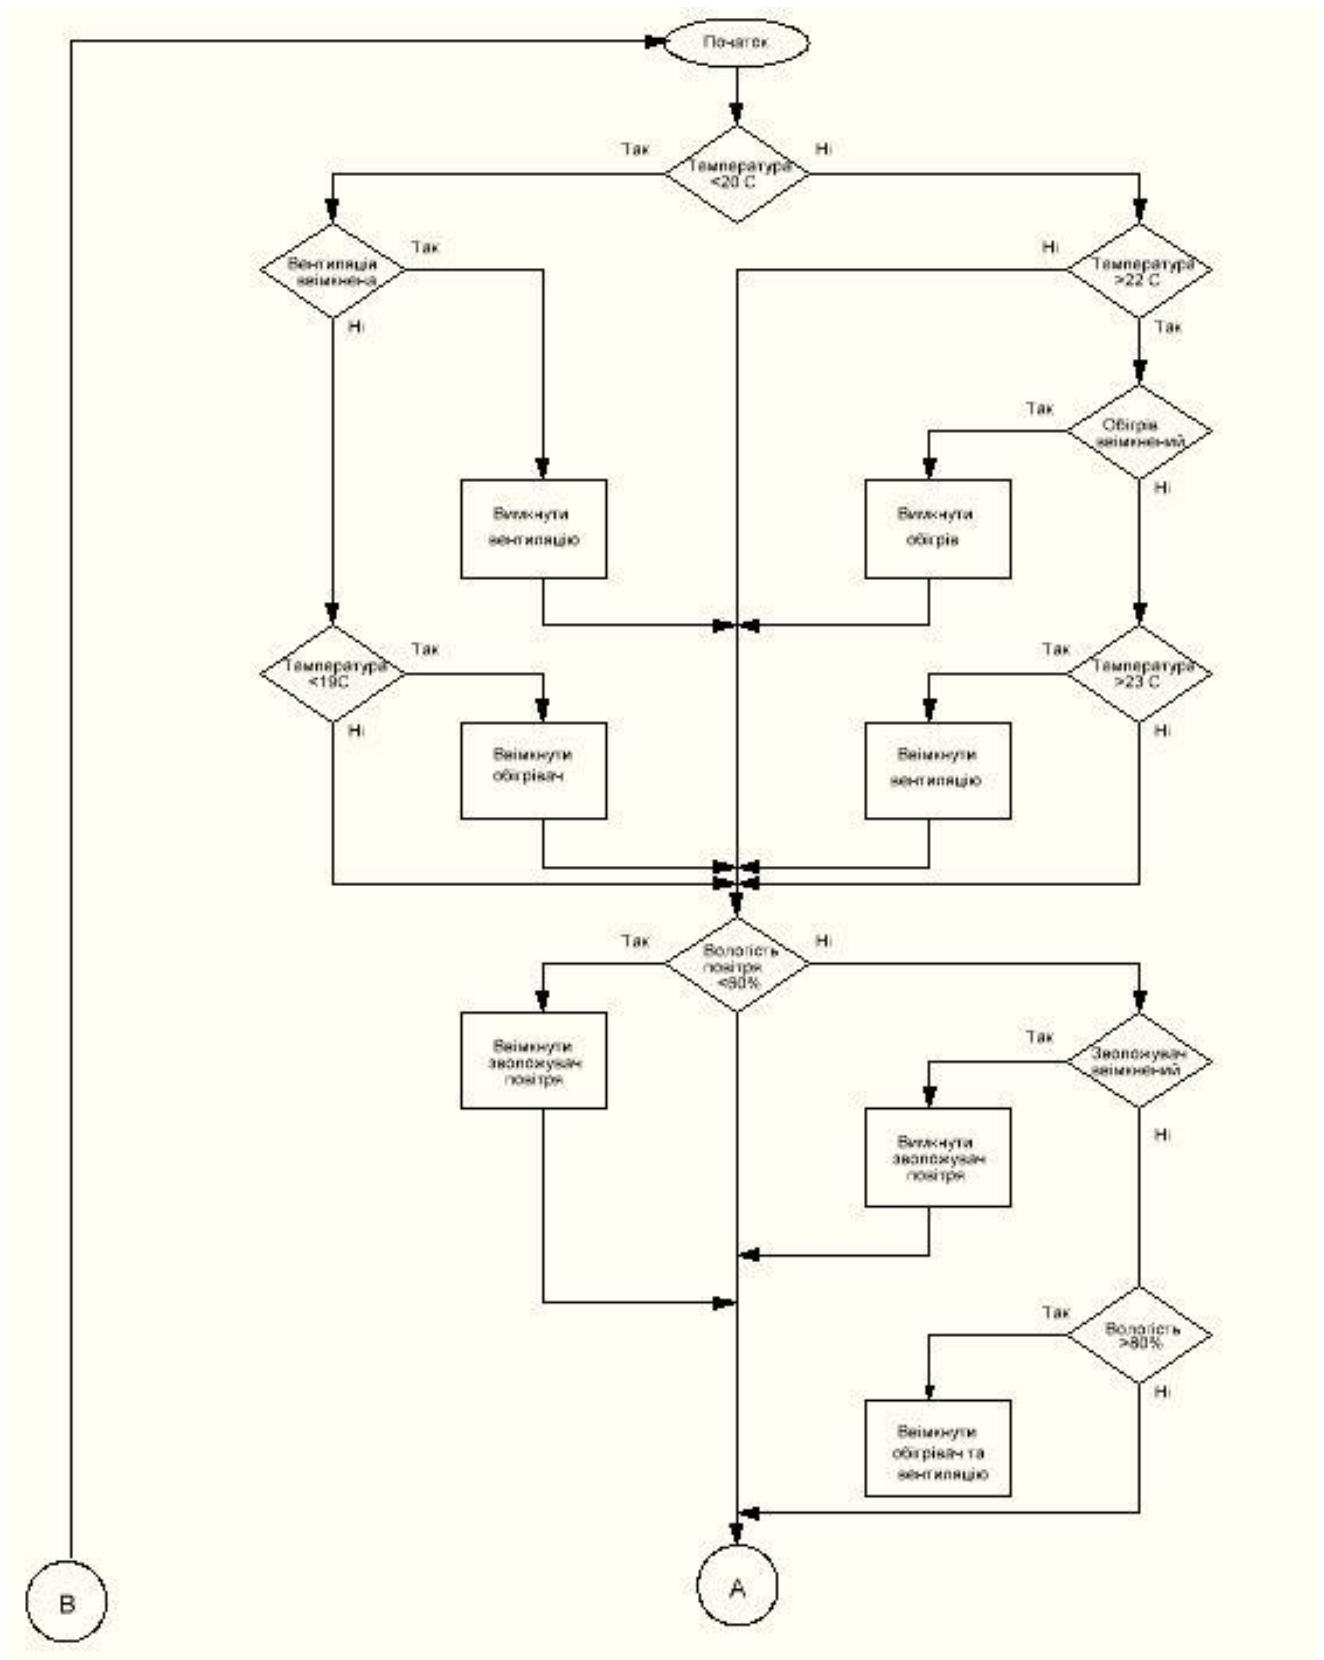 Початок
Так
Ні
Температура
<20 C
Вентиляція
ввімкнена
Так
Ні
Ні
Температура
>22 C
Так
Так
Обігрів
ввімкнений
Ні
Вимкнути
вентиляцію
Вимкнути
обігрів
Температура
<19C
Так
Ні
Так
Температура
>23 C
Ні
Ввімкнути
обігрівач
Ввімкнути
вентиляцію
Так
Ні
Вологість
повітря
Ввімкнути
зволожувач
повітря
Так
Зволожувач
ввімкнений
Ні
Вимкнути
зволожувач
повітря
Так
Вологість
>80%
Ні
Ввімкнути
обігрівач та
вентиляцію
B
A